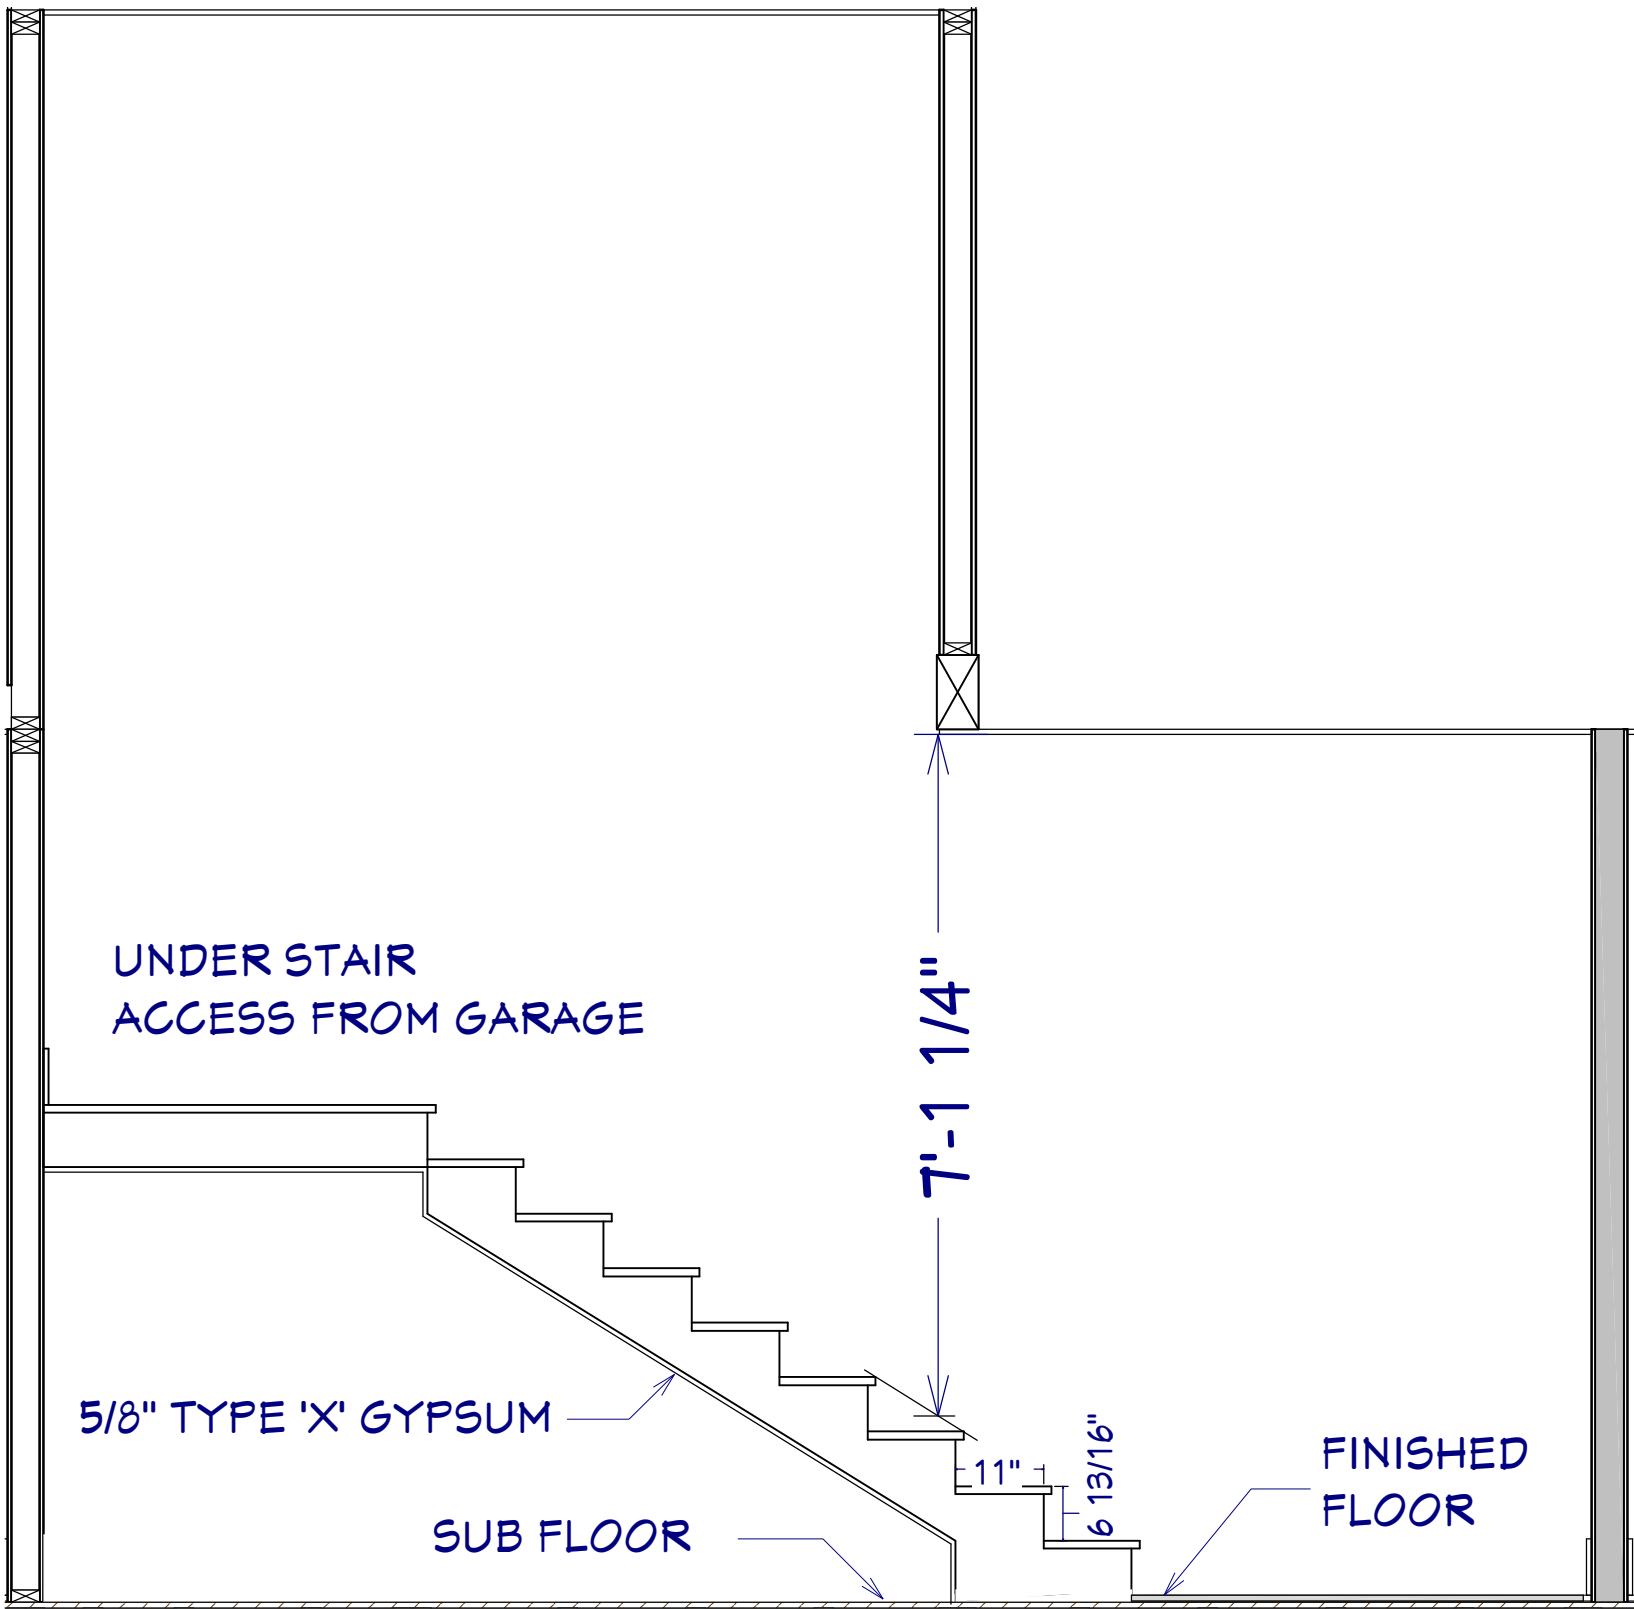 UNDER STAIR
ACCESS FROM GARAGE
7'-1 1/4"
5/8" TYPE 'X' GYPSUM
11"
6 13/16"
FINISHED
FLOOR
SUB FLOOR